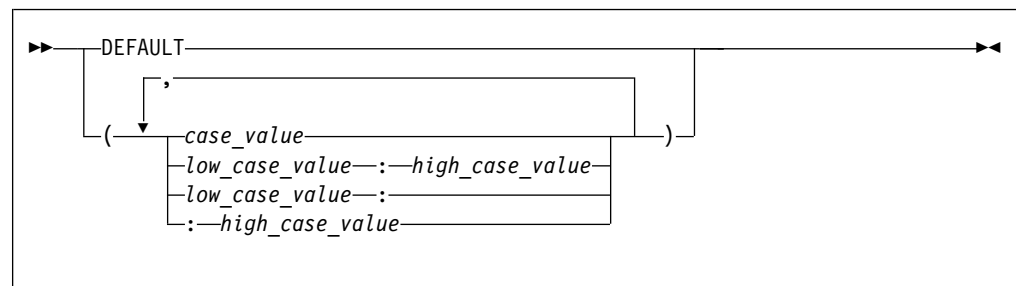 DEFAULT
,
( case_value )
low_case_value : high_case_value
low_case_value :
: high_case_value